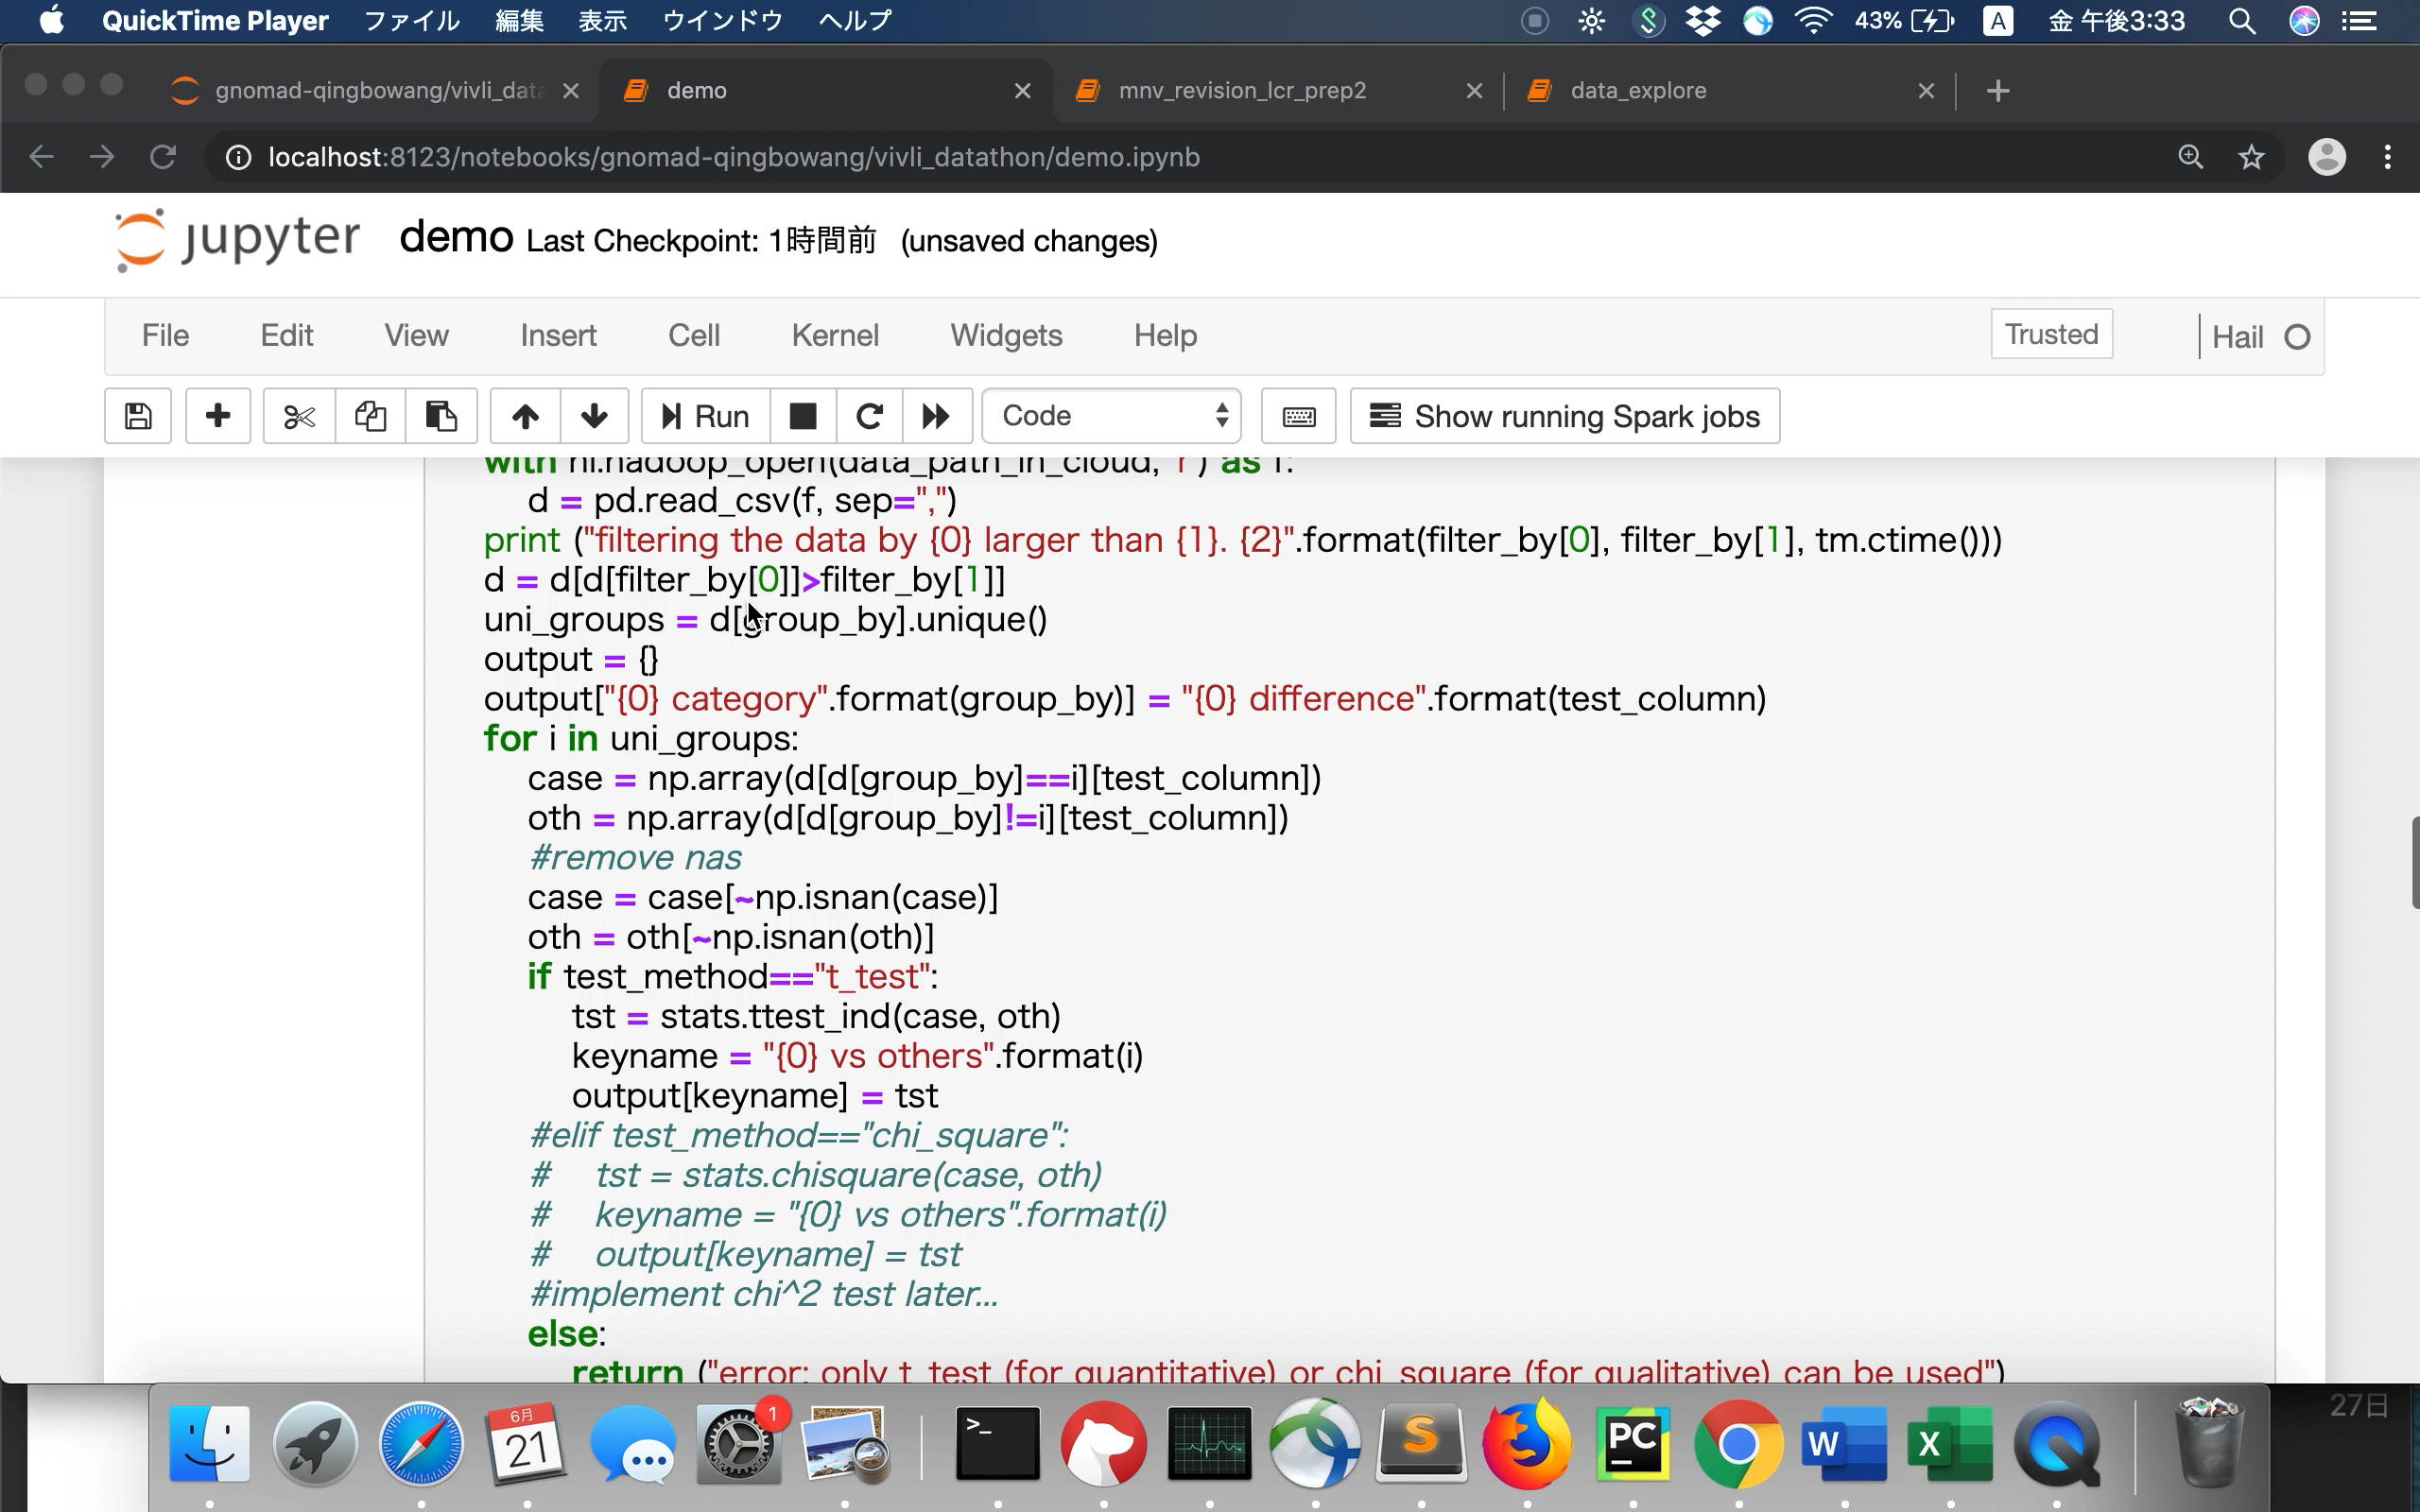 QuickTime Player ファイル 編集 表示 ウインドウ ヘルプ 43% A 金 午後3:33
gnomad-qingbowang/vivli_data demo mnv_revision_lcr_prep2 data_explore
localhost:8123/notebooks/gnomad-qingbowang/vivli_datathon/demo.ipynb
jupyter demo Last Checkpoint: 1時間前 (unsaved changes)
File Edit View Insert Cell Kernel Widgets Help Trusted Hail
Run Code Show running Spark jobs
with hl.hadoop_open(data_path_in_cloud, 'r') as f:
d = pd.read_csv(f, sep=",")
print ("filtering the data by {0} larger than {1}. {2}".format(filter_by[0], filter_by[1], tm.ctime()))
d = d[d[filter_by[0]]>filter_by[1]]
uni_groups = d[group_by].unique()
output = {}
output["{0} category".format(group_by)] = "{0} difference".format(test_column)
for i in uni_groups:
case = np.array(d[d[group_by]==i][test_column])
oth = np.array(d[d[group_by]!=i][test_column])
#remove nas
case = case[~np.isnan(case)]
oth = oth[~np.isnan(oth)]
if test_method=="t_test":
tst = stats.ttest_ind(case, oth)
keyname = "{0} vs others".format(i)
output[keyname] = tst
#elif test_method=="chi_square":
# tst = stats.chisquare(case, oth)
# keyname = "{0} vs others".format(i)
# output[keyname] = tst
#implement chi^2 test later...
else:
return ("error: only t_test (for quantitative) or chi_square (for qualitative) can be used")
27日
6月
21
1
>_
S
PC
W
X